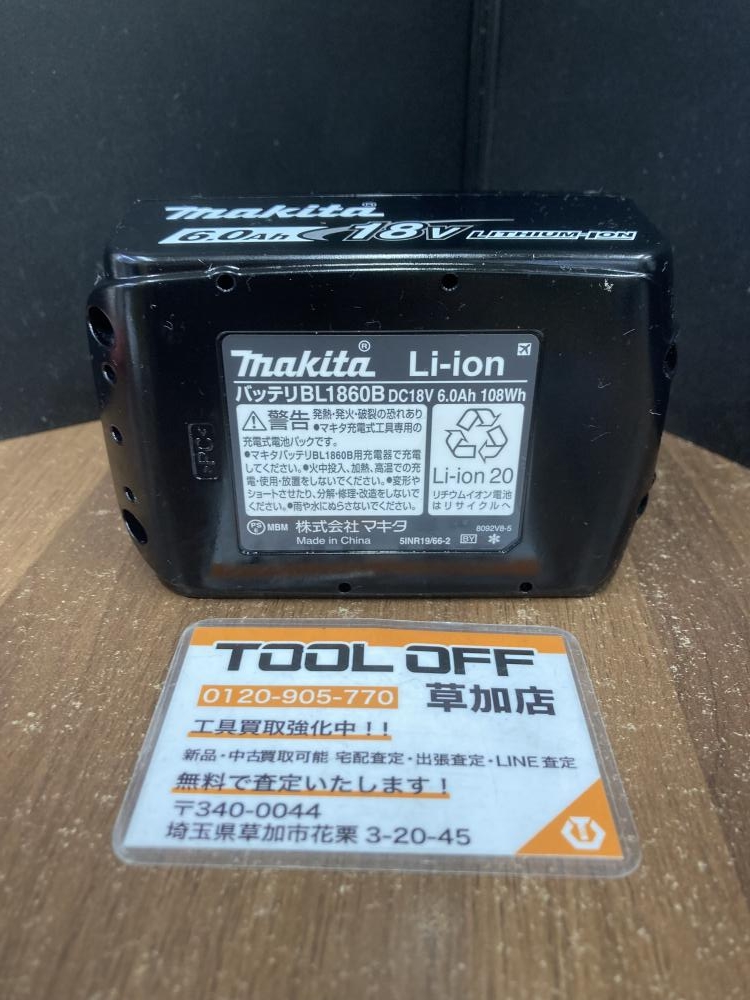 makita
6.0Ah 18V LITHIUM-ION
makita® Li-ion
バッテリBL1860B DC18V 6.0Ah 108Wh
警告 発熱・発火・破裂の恐れあり
●マキタ充電式工具専用の
充電式電池パックです。
●マキタバッテリBL1860B用充電器で充電
してください。●火中投入、加熱、高温での充
電・使用・放置をしないでください。●変形や
ショートさせたり、分解・修理・改造をしないで
ください。●雨や水にぬらさないでください。
Li-ion 20
リチウムイオン電池
はリサイクルへ
PS E MBM 株式会社 マキタ
Made in China
8092V8-5
5INR19/66-2 BY ✻
>PC<
TOOL OFF
0120-905-770 草加店
工具買取強化中!!
新品・中古買取可能 宅配査定・出張査定・LINE査定
無料で査定いたします!
〒340-0044
埼玉県草加市花栗 3-20-45